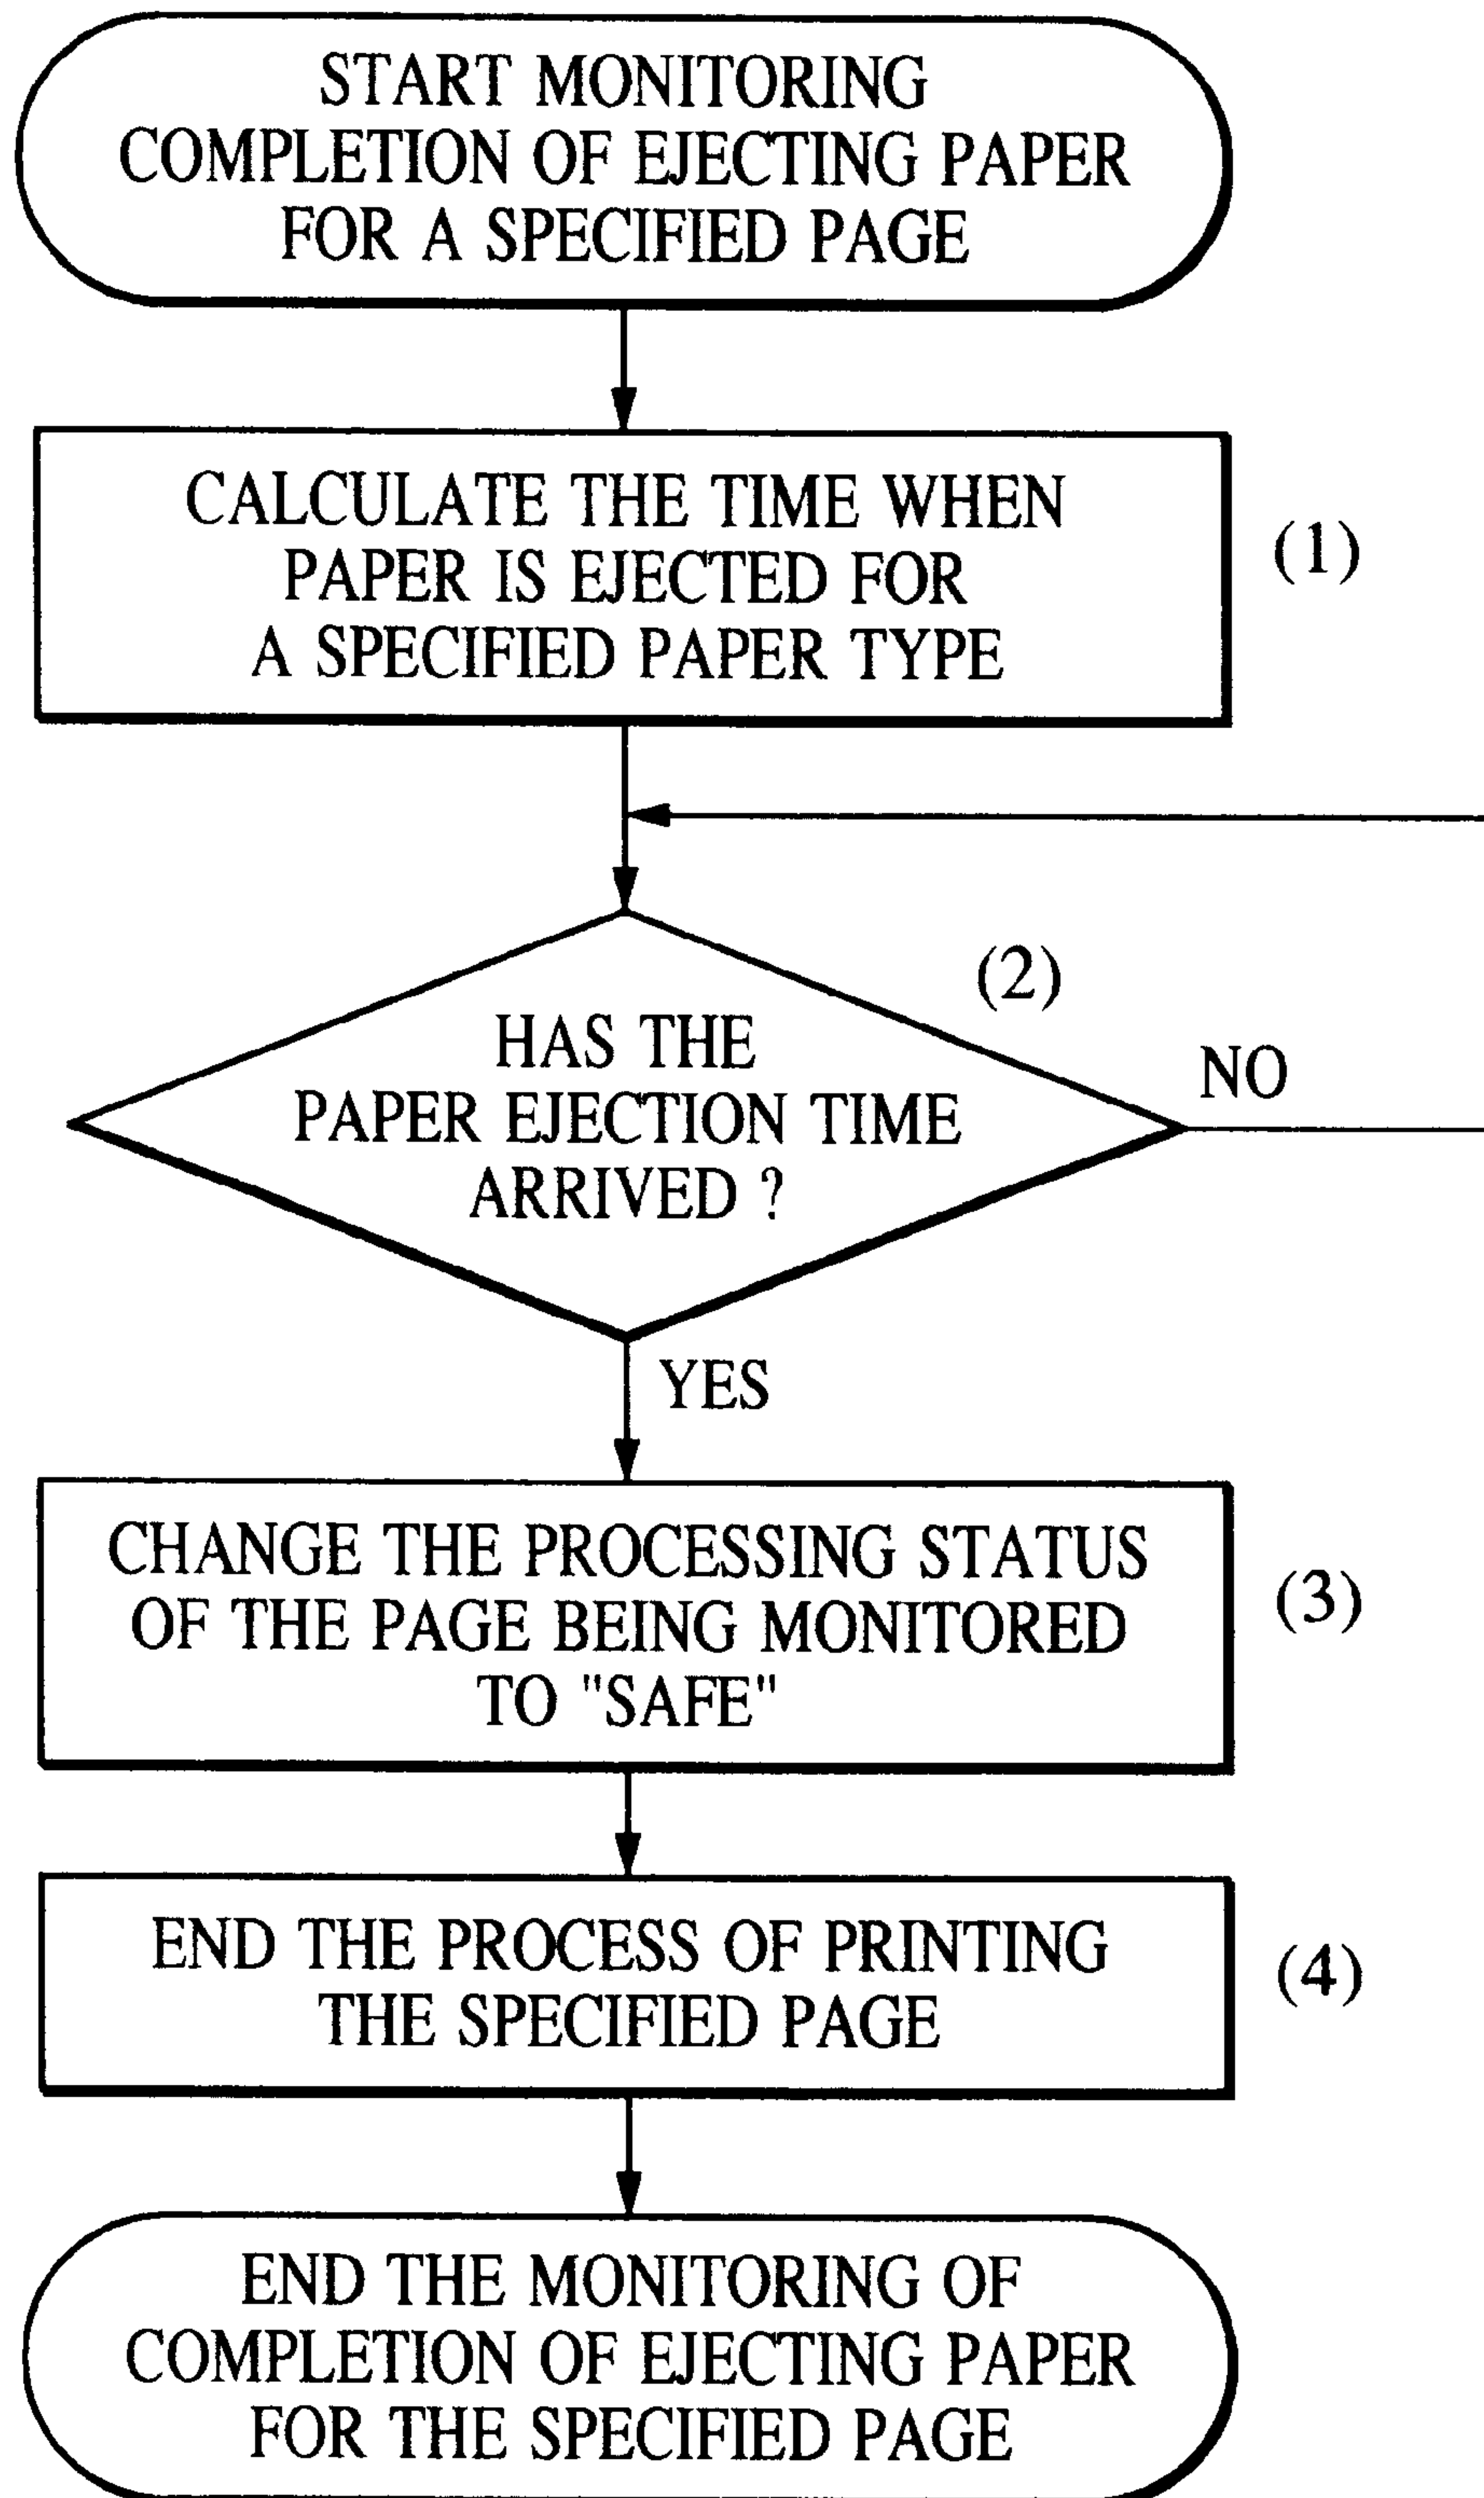 START MONITORING
COMPLETION OF EJECTING PAPER
FOR A SPECIFIED PAGE
CALCULATE THE TIME WHEN
PAPER IS EJECTED FOR
A SPECIFIED PAPER TYPE
(1)
(2)
HAS THE
PAPER EJECTION TIME
ARRIVED ?
NO
YES
CHANGE THE PROCESSING STATUS
OF THE PAGE BEING MONITORED
TO "SAFE"
(3)
END THE PROCESS OF PRINTING
THE SPECIFIED PAGE
(4)
END THE MONITORING OF
COMPLETION OF EJECTING PAPER
FOR THE SPECIFIED PAGE